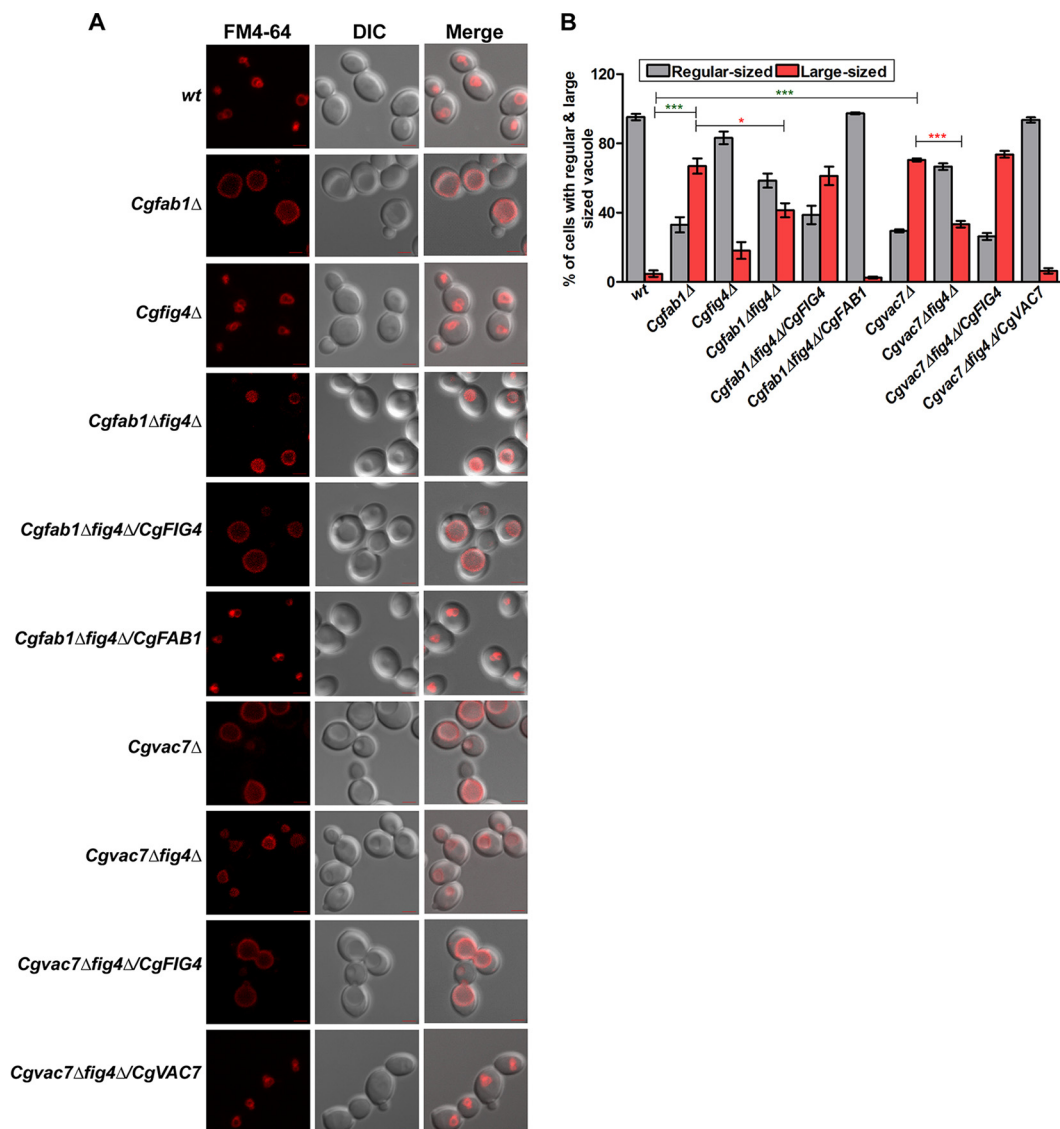 A
FM4-64 DIC Merge
wt
Cgfab1Δ
Cgfig4Δ
Cgfab1Δfig4Δ
Cgfab1Δfig4Δ/CgFIG4
Cgfab1Δfig4Δ/CgFAB1
Cgvac7Δ
Cgvac7Δfig4Δ
Cgvac7Δfig4Δ/CgFIG4
Cgvac7Δfig4Δ/CgVAC7
B
Regular-sized Large-sized
% of cells with regular & large
sized vacuole
120
80
40
0
***
***
*
***
wt
Cgfab1Δ
Cgfig4Δ
Cgfab1Δfig4Δ
Cgfab1Δfig4Δ/CgFIG4
Cgfab1Δfig4Δ/CgFAB1
Cgvac7Δ
Cgvac7Δfig4Δ
Cgvac7Δfig4Δ/CgFIG4
Cgvac7Δfig4Δ/CgVAC7